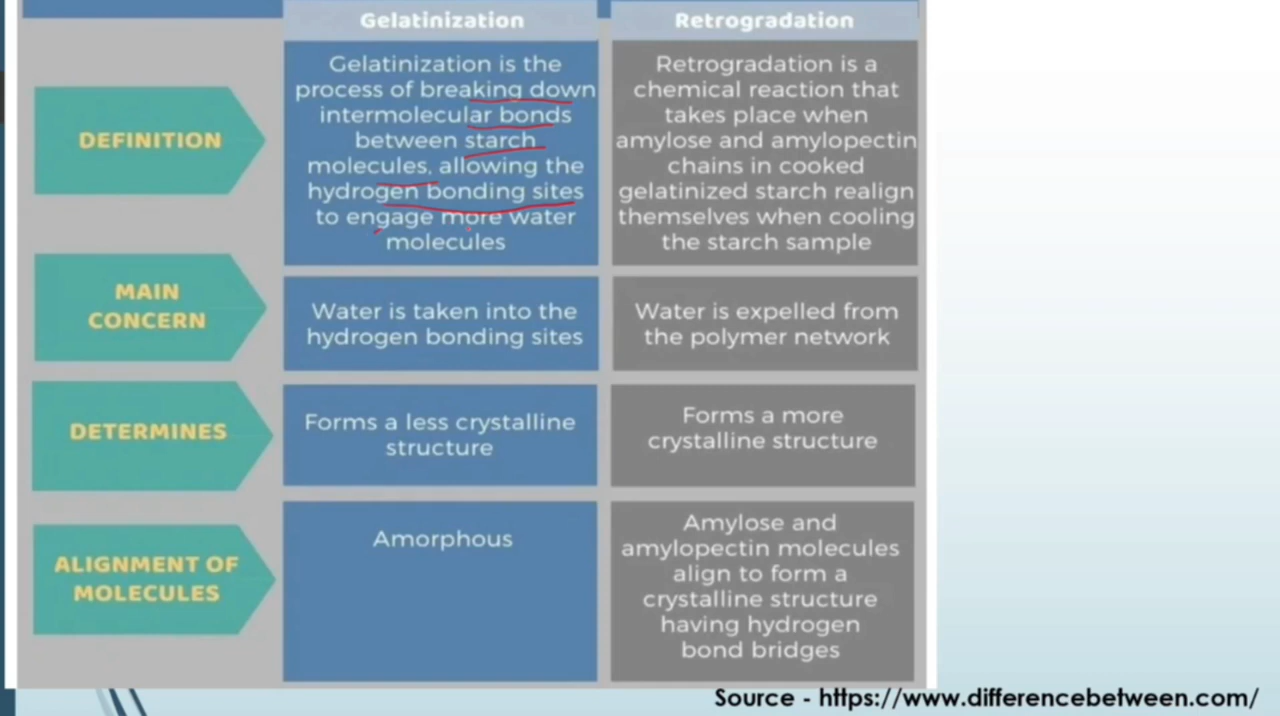 Gelatinization
Retrogradation
DEFINITION
Gelatinization is the
process of breaking down
intermolecular bonds
between starch
molecules, allowing the
hydrogen bonding sites
to engage more water
molecules
Retrogradation is a
chemical reaction that
takes place when
amylose and amylopectin
chains in cooked
gelatinized starch realign
themselves when cooling
the starch sample
MAIN
CONCERN
Water is taken into the
hydrogen bonding sites
Water is expelled from
the polymer network
DETERMINES
Forms a less crystalline
structure
Forms a more
crystalline structure
ALIGNMENT OF
MOLECULES
Amorphous
Amylose and
amylopectin molecules
align to form a
crystalline structure
having hydrogen
bond bridges
Source - https://www.differencebetween.com/